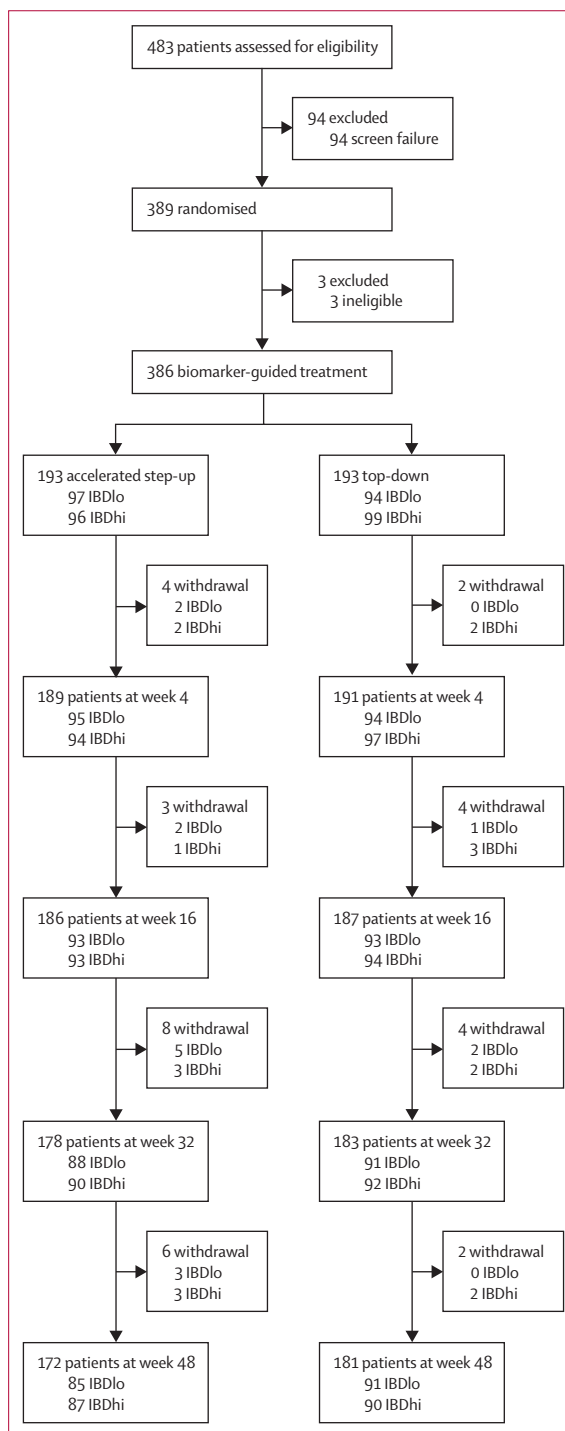 483 patients assessed for eligibility
94 excluded
94 screen failure
389 randomised
3 excluded
3 ineligible
386 biomarker-guided treatment
193 accelerated step-up
97 IBDlo
96 IBDhi
193 top-down
94 IBDlo
99 IBDhi
4 withdrawal
2 IBDlo
2 IBDhi
2 withdrawal
0 IBDlo
2 IBDhi
189 patients at week 4
95 IBDlo
94 IBDhi
191 patients at week 4
94 IBDlo
97 IBDhi
3 withdrawal
2 IBDlo
1 IBDhi
4 withdrawal
1 IBDlo
3 IBDhi
186 patients at week 16
93 IBDlo
93 IBDhi
187 patients at week 16
93 IBDlo
94 IBDhi
8 withdrawal
5 IBDlo
3 IBDhi
4 withdrawal
2 IBDlo
2 IBDhi
178 patients at week 32
88 IBDlo
90 IBDhi
183 patients at week 32
91 IBDlo
92 IBDhi
6 withdrawal
3 IBDlo
3 IBDhi
2 withdrawal
0 IBDlo
2 IBDhi
172 patients at week 48
85 IBDlo
87 IBDhi
181 patients at week 48
91 IBDlo
90 IBDhi